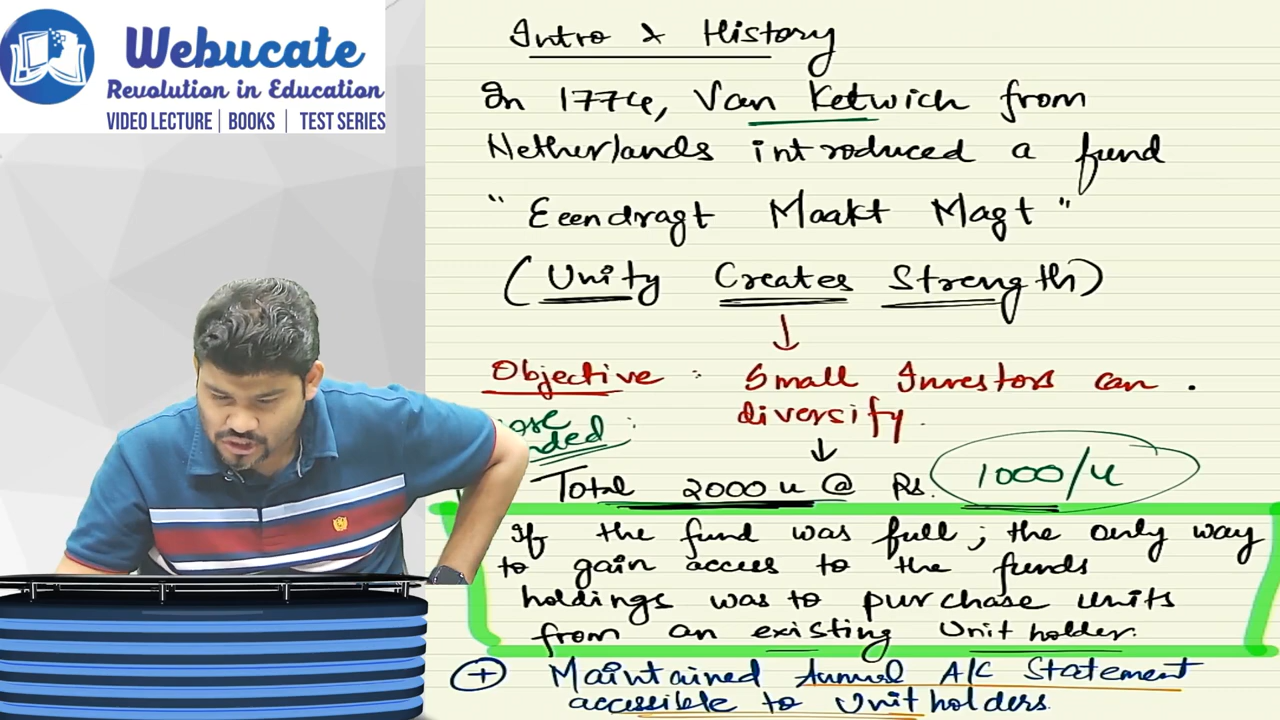 Webucate
Revolution in Education
VIDEO LECTURE | BOOKS | TEST SERIES
Intro & History
In 1774, Van Ketwich from
Netherlands introduced a fund
"Eeendragt Maakt Magt"
(Unity Creates Strength)
↓
Objective : Small Investors can .
diversify
↓
Total 2000 u @ Rs. 1000/u
If the fund was full; the only way
to gain accees to the funds
holdings was to purchase units
from an existing Unit holder.
+ Maintained Annual A/C Statement
accessible to Unit holders.